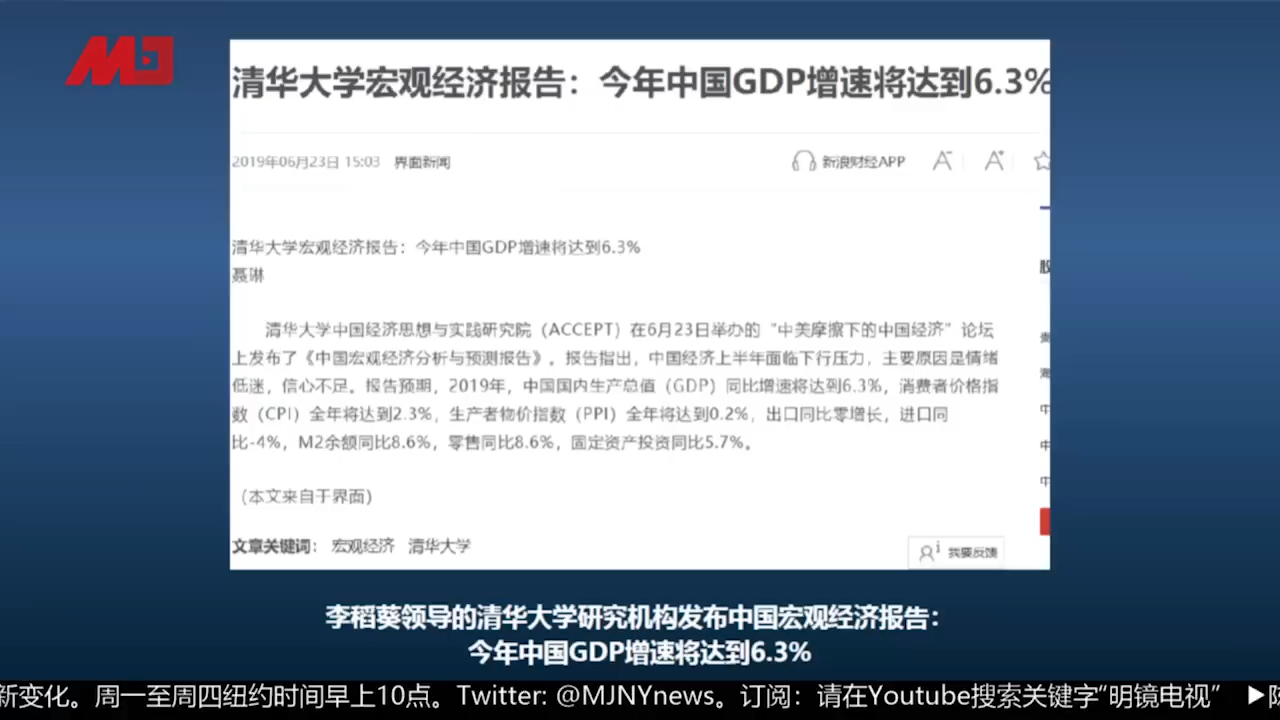 MJ
清华大学宏观经济报告：今年中国GDP增速将达到6.3%
2019年06月23日 15:03 界面新闻
新浪财经APP A- A+
清华大学宏观经济报告：今年中国GDP增速将达到6.3%
聂琳
清华大学中国经济思想与实践研究院（ACCEPT）在6月23日举办的“中美摩擦下的中国经济”论坛
上发布了《中国宏观经济分析与预测报告》。报告指出，中国经济上半年面临下行压力，主要原因是情绪
低迷，信心不足。报告预期，2019年，中国国内生产总值（GDP）同比增速将达到6.3%，消费者价格指
数（CPI）全年将达到2.3%，生产者物价指数（PPI）全年将达到0.2%，出口同比零增长，进口同
比-4%，M2余额同比8.6%，零售同比8.6%，固定资产投资同比5.7%。
（本文来自于界面）
文章关键词： 宏观经济 清华大学
我要反馈
李稻葵领导的清华大学研究机构发布中国宏观经济报告：
今年中国GDP增速将达到6.3%
新变化。周一至周四纽约时间早上10点。Twitter: @MJNYnews。订阅：请在Youtube搜索关键字“明镜电视” ▶